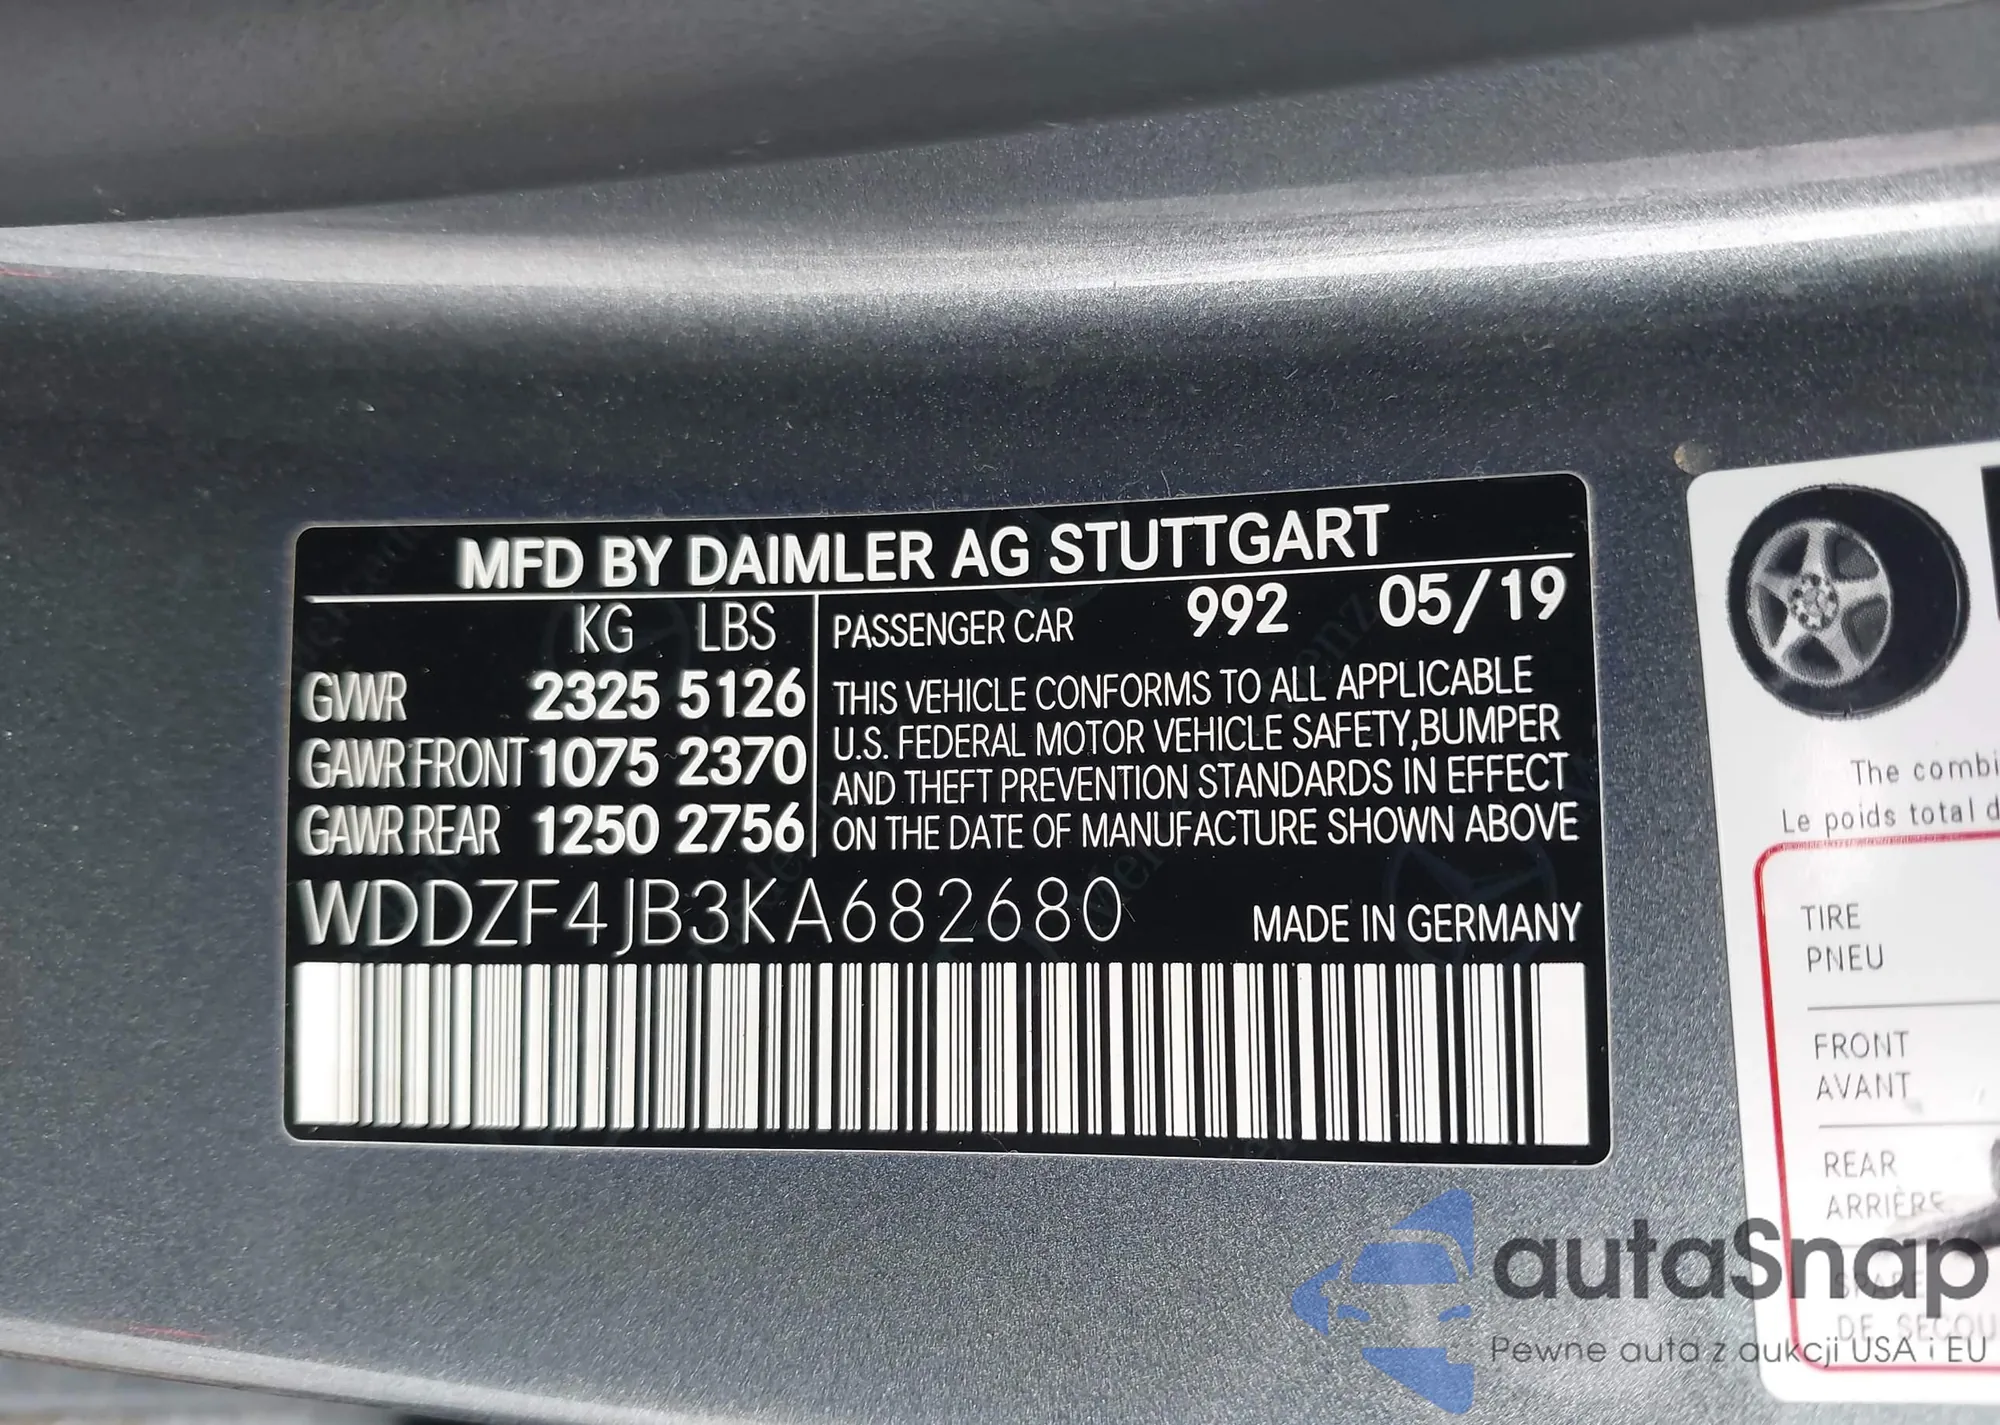 MFD BY DAIMLER AG STUTTGART
KG LBS
GVWR 2325 5126
GAWR FRONT 1075 2370
GAWR REAR 1250 2756
PASSENGER CAR 992 05/19
THIS VEHICLE CONFORMS TO ALL APPLICABLE
U.S. FEDERAL MOTOR VEHICLE SAFETY,BUMPER
AND THEFT PREVENTION STANDARDS IN EFFECT
ON THE DATE OF MANUFACTURE SHOWN ABOVE
WDDZF4JB3KA682680
MADE IN GERMANY
The combi
Le poids total d
TIRE
PNEU
FRONT
AVANT
REAR
ARRIÈRE
SPARE
DE SECOU
autaSnap
Pewne auta z aukcji USA i EU